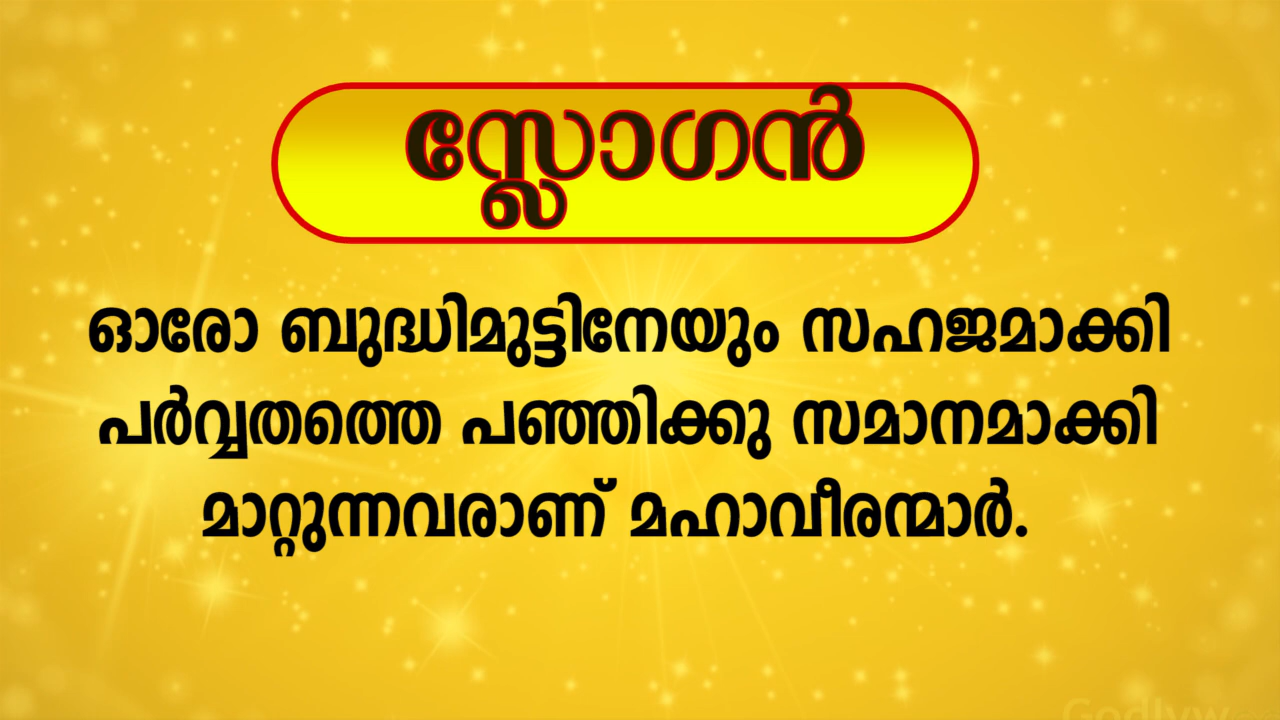 സ്ലോഗൻ
ഓരോ ബുദ്ധിമുട്ടിനേയും സഹജമാക്കി
പർവ്വതത്തെ പഞ്ഞിക്കു സമാനമാക്കി
മാറ്റുന്നവരാണ് മഹാവീരന്മാർ.